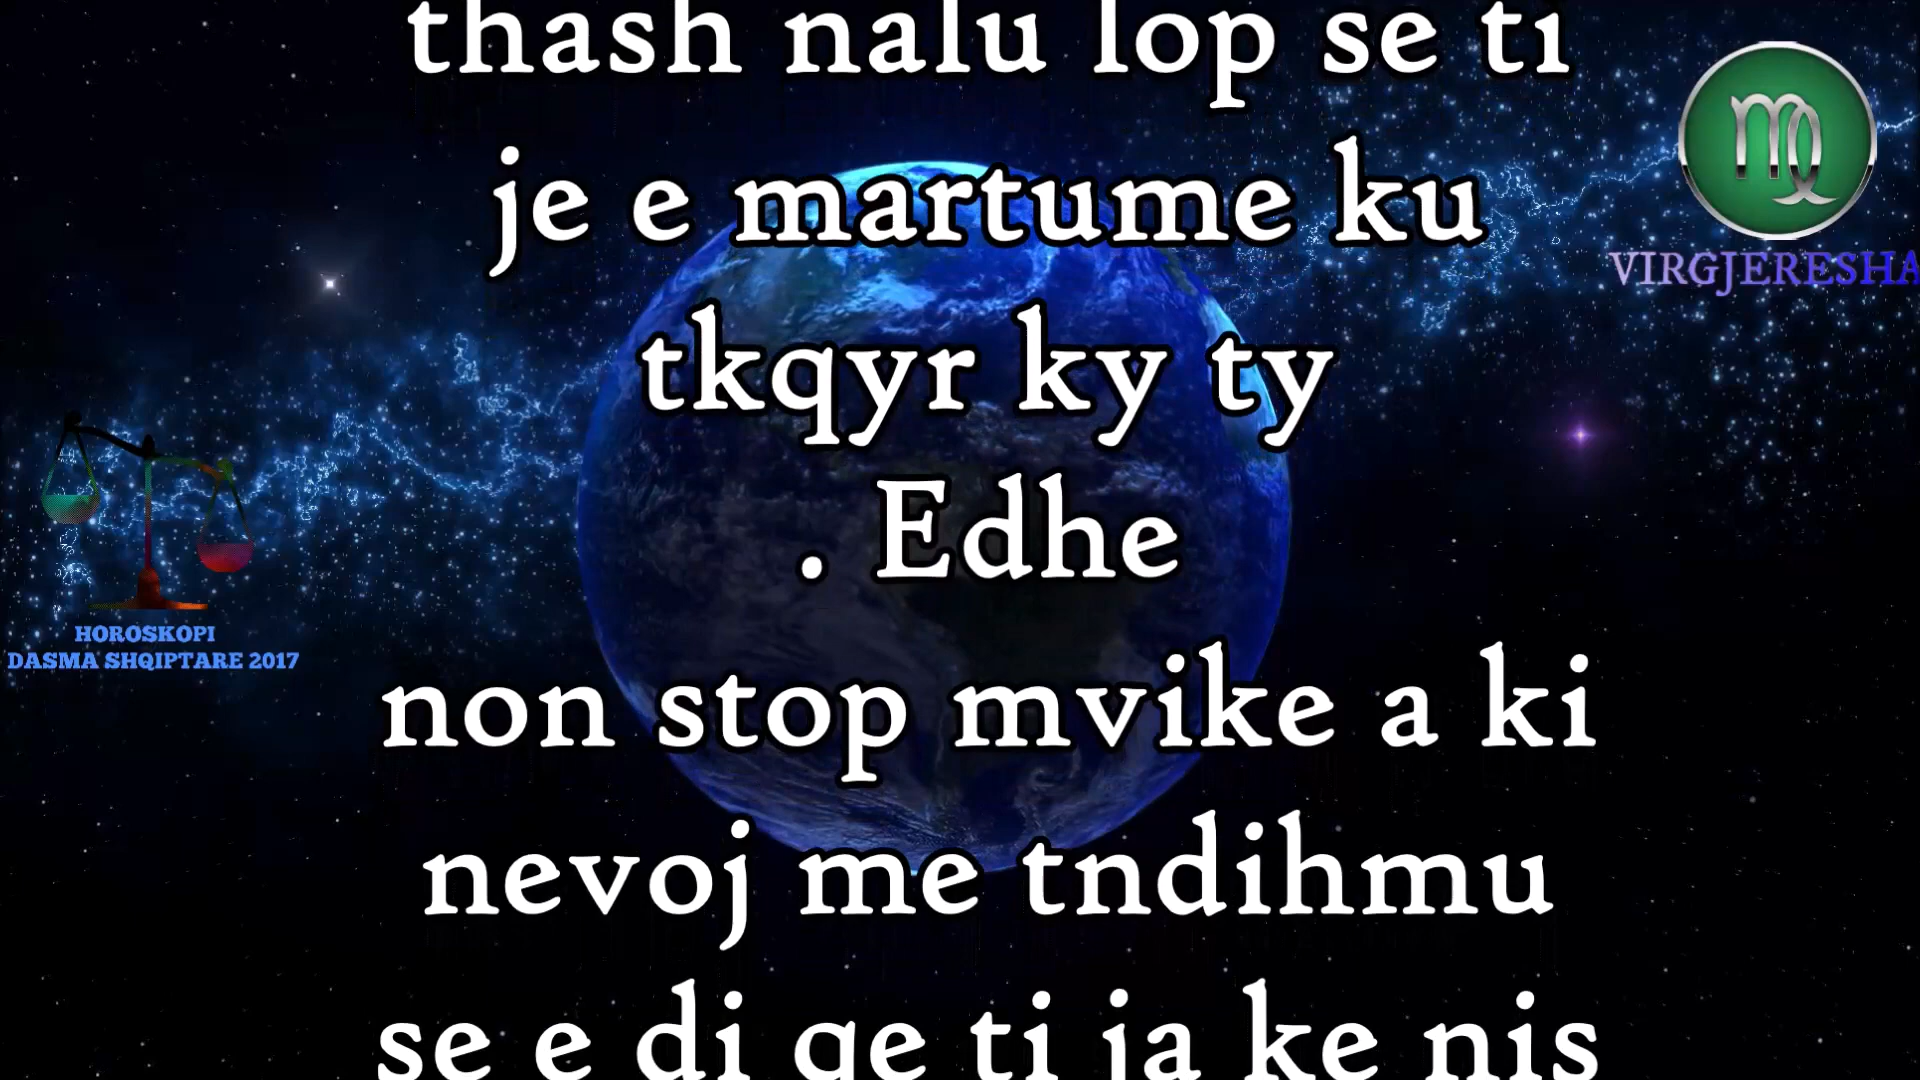 thash nalu lop se ti
je e martume ku
tkqyr ky ty
. Edhe
non stop mvike a ki
nevoj me tndihmu
se e di qe ti ja ke nis
VIRGJERESHA
HOROSKOPI
DASMA SHQIPTARE 2017